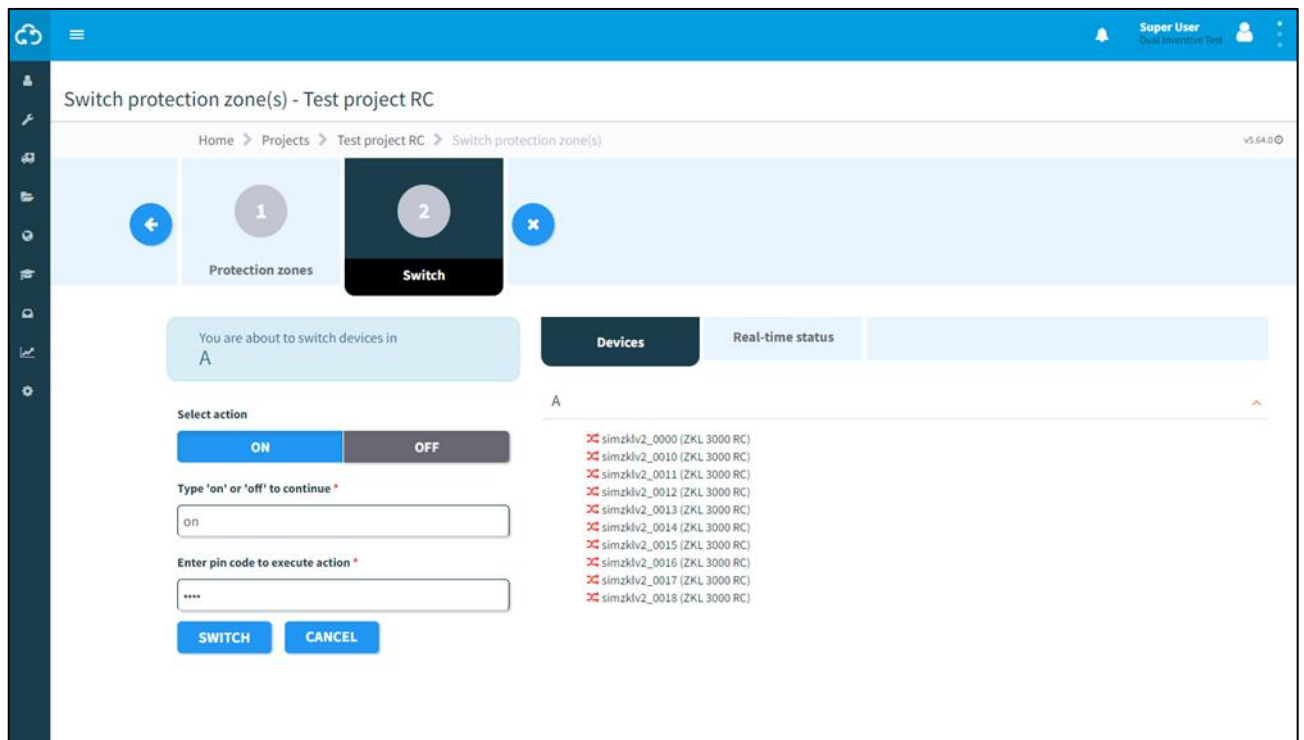 Super User
Dual Inventive Test
Switch protection zone(s) - Test project RC
Home > Projects > Test project RC > Switch protection zone(s)
v5.64.0
1
2
Protection zones
Switch
You are about to switch devices in
A
Devices
Real-time status
Select action
ON
OFF
Type 'on' or 'off' to continue *
on
Enter pin code to execute action *
••••
SWITCH
CANCEL
A
simzklv2_0000 (ZKL 3000 RC)
simzklv2_0010 (ZKL 3000 RC)
simzklv2_0011 (ZKL 3000 RC)
simzklv2_0012 (ZKL 3000 RC)
simzklv2_0013 (ZKL 3000 RC)
simzklv2_0014 (ZKL 3000 RC)
simzklv2_0015 (ZKL 3000 RC)
simzklv2_0016 (ZKL 3000 RC)
simzklv2_0017 (ZKL 3000 RC)
simzklv2_0018 (ZKL 3000 RC)